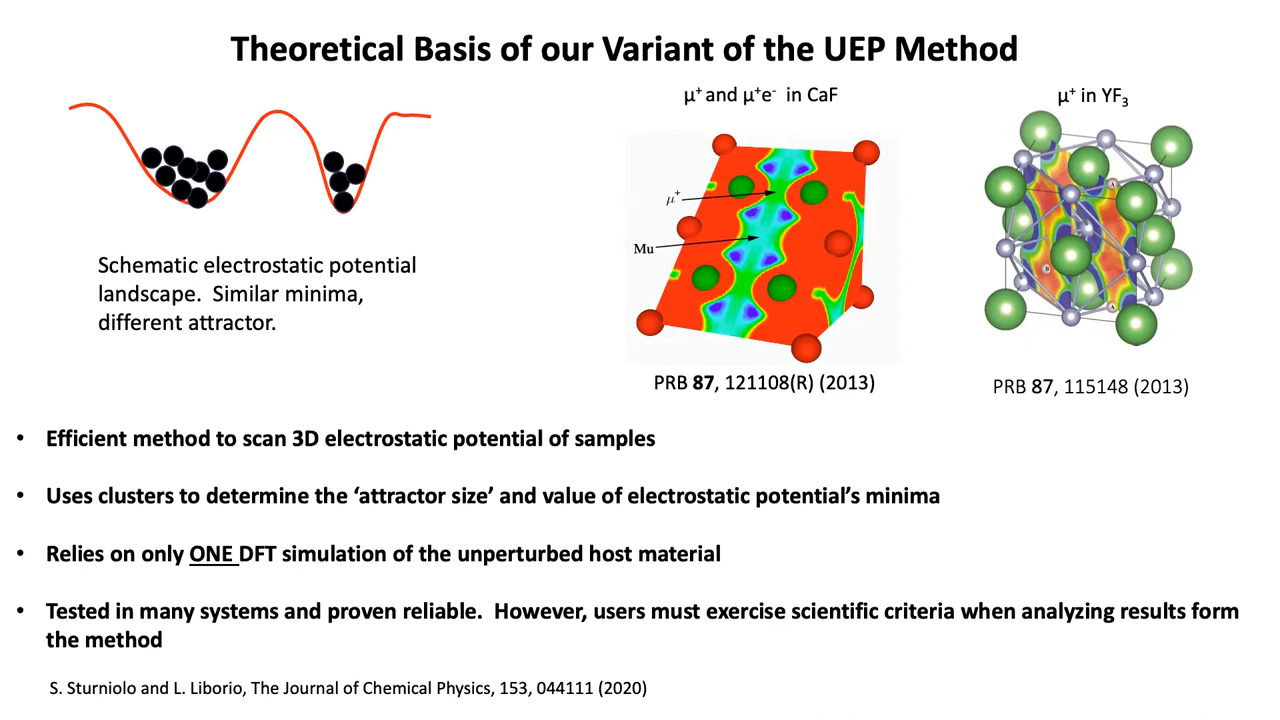 Theoretical Basis of our Variant of the UEP Method
μ⁺ and μ⁺e⁻ in CaF
μ⁺ in YF₃
μ⁺
Mu
A
B
A
Schematic electrostatic potential
landscape. Similar minima,
different attractor.
PRB 87, 121108(R) (2013)
PRB 87, 115148 (2013)
• Efficient method to scan 3D electrostatic potential of samples
• Uses clusters to determine the ‘attractor size’ and value of electrostatic potential’s minima
• Relies on only ONE DFT simulation of the unperturbed host material
• Tested in many systems and proven reliable. However, users must exercise scientific criteria when analyzing results form
the method
S. Sturniolo and L. Liborio, The Journal of Chemical Physics, 153, 044111 (2020)